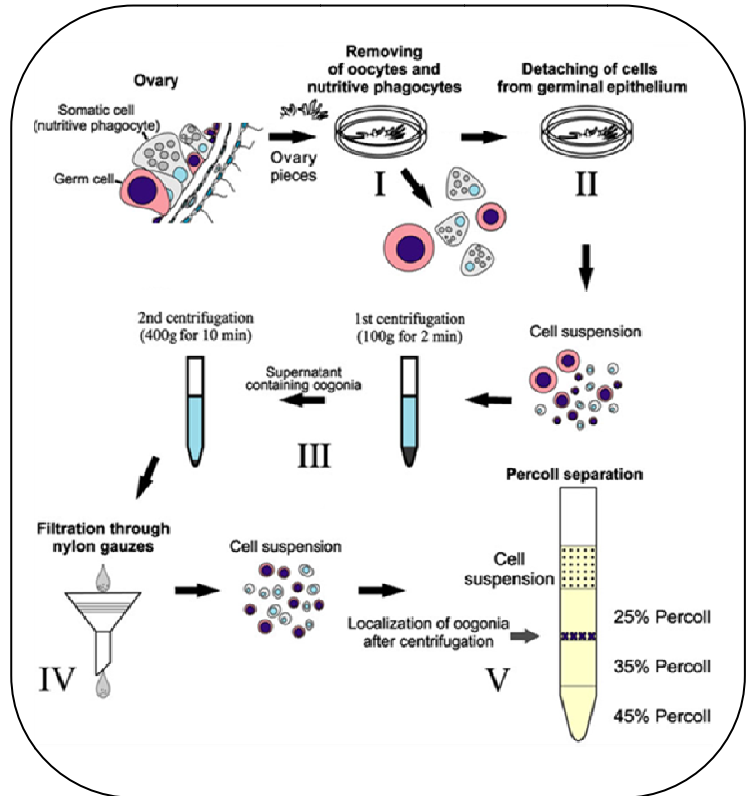 Ovary
Somatic cell
(nutritive phagocyte)
Germ cell
Ovary
pieces
Removing
of oocytes and
nutritive phagocytes
I
Detaching of cells
from germinal epithelium
II
Cell suspension
1st centrifugation
(100g for 2 min)
Supernatant
containing oogonia
III
2nd centrifugation
(400g for 10 min)
Filtration through
nylon gauzes
IV
Cell suspension
Localization of oogonia
after centrifugation
V
Percoll separation
Cell
suspension
25% Percoll
35% Percoll
45% Percoll